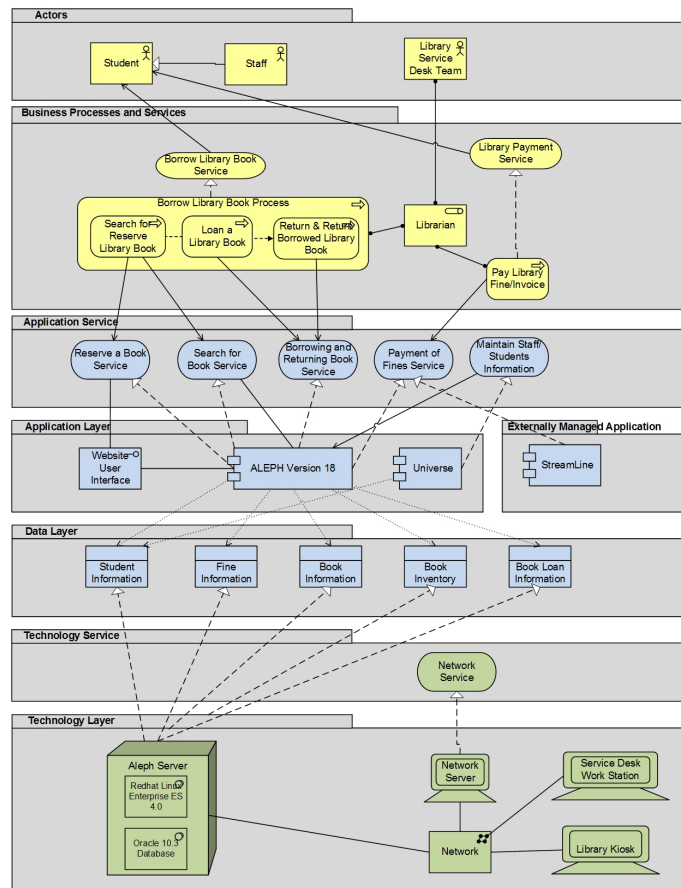 Actors
Student
Staff
Library
Service
Desk Team
Business Processes and Services
Borrow Library Book
Service
Library Payment
Service
Borrow Library Book Process
Search for
Reserve
Library Book
Loan a
Library Book
Return & Return
Borrowed Library
Book
Librarian
Pay Library
Fine/Invoice
Application Service
Reserve a Book
Service
Search for
Book Service
Borrowing and
Returning Book
Service
Payment of
Fines Service
Maintain Staff/
Students
Information
Application Layer
Externally Managed Application
Website
User
Interface
ALEPH Version 18
Universe
StreamLine
Data Layer
Student
Information
Fine
Information
Book
Information
Book
Inventory
Book Loan
Information
Technology Service
Network
Service
Technology Layer
Aleph Server
Redhat Linux
Enterprise ES
4.0
Oracle 10.3
Database
Network
Server
Service Desk
Work Station
Network
Library Kiosk